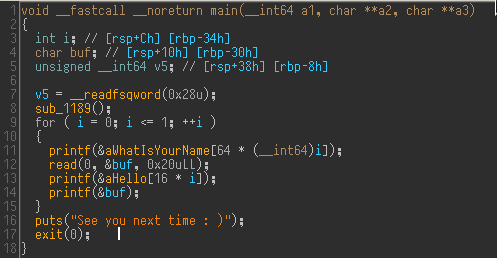 1 void __fastcall __noreturn main(__int64 a1, char **a2, char **a3)
2 {
3   int i; // [rsp+Ch] [rbp-34h]
4   char buf; // [rsp+10h] [rbp-30h]
5   unsigned __int64 v5; // [rsp+38h] [rbp-8h]
6
7   v5 = __readfsqword(0x28u);
8   sub_1189();
9   for ( i = 0; i <= 1; ++i )
10   {
11     printf(&aWhatIsYourName[64 * (__int64)i]);
12     read(0, &buf, 0x20uLL);
13     printf(&aHello[16 * i]);
14     printf(&buf);
15   }
16   puts("See you next time : )");
17   exit(0);
18 }